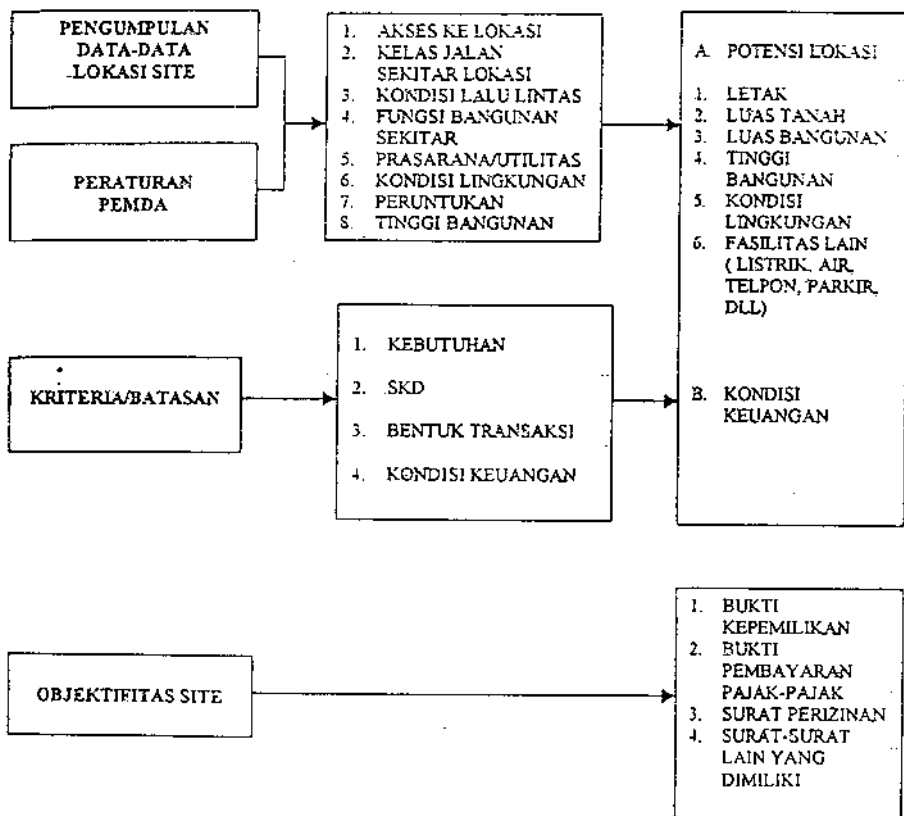 PENGUMPULAN
DATA-DATA
LOKASI SITE
PERATURAN
PEMDA
1. AKSES KE LOKASI
2. KELAS JALAN
SEKITAR LOKASI
3. KONDISI LALU LINTAS
4. FUNGSI BANGUNAN
SEKITAR
5. PRASARANA/UTILITAS
6. KONDISI LINGKUNGAN
7. PERUNTUKAN
8. TINGGI BANGUNAN
A. POTENSI LOKASI
1. LETAK
2. LUAS TANAH
3. LUAS BANGUNAN
4. TINGGI
BANGUNAN
5. KONDISI
LINGKUNGAN
6. FASILITAS LAIN
( LISTRIK, AIR,
TELPON, PARKIR,
DLL)
B. KONDISI
KEUANGAN
KRITERIA/BATASAN
1. KEBUTUHAN
2. SKD
3. BENTUK TRANSAKSI
4. KONDISI KEUANGAN
OBJEKTIFITAS SITE
1. BUKTI
KEPEMILIKAN
2. BUKTI
PEMBAYARAN
PAJAK-PAJAK
3. SURAT PERIZINAN
4. SURAT-SURAT
LAIN YANG
DIMILIKI